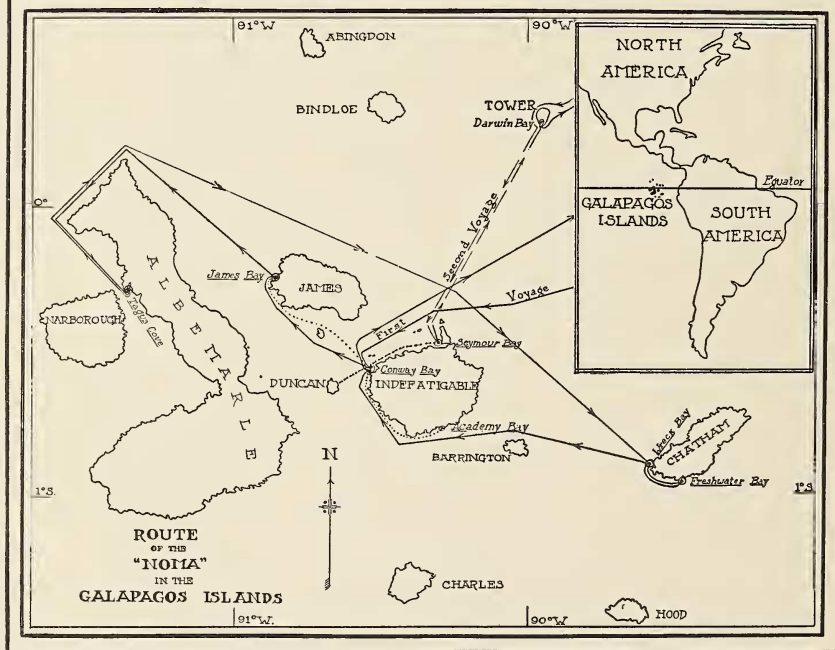 91°W
90°W
ABINGDON
BINDLOE
TOWER
Darwin Bay
NORTH
AMERICA
Equator
GALAPAGOS
ISLANDS
SOUTH
AMERICA
0°
Second Voyage
James Bay
JAMES
ALBEMARLE
Tagus Cove
NARBOROUGH
First
Voyage
Seymour Bay
Conway Bay
DUNCAN
INDEFATIGABLE
Academy Bay
BARRINGTON
Wreck Bay
CHATHAM
Freshwater Bay
N
1°S.
1°S.
ROUTE
OF THE
"NOMA"
IN THE
GALAPAGOS ISLANDS
CHARLES
HOOD
91°W.
90°W.